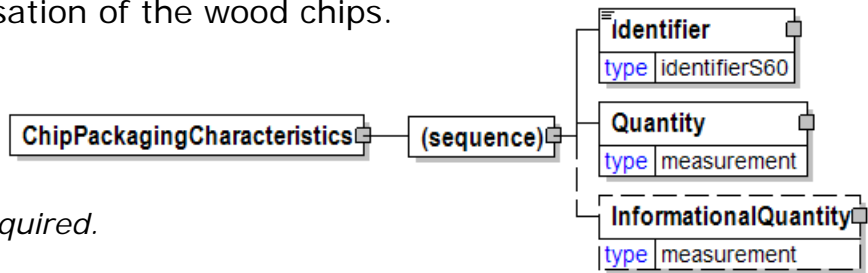 sation of the wood chips.
Identifier
type identifierS60
ChipPackagingCharacteristics
(sequence)
Quantity
type measurement
quired.
InformationalQuantity
type measurement